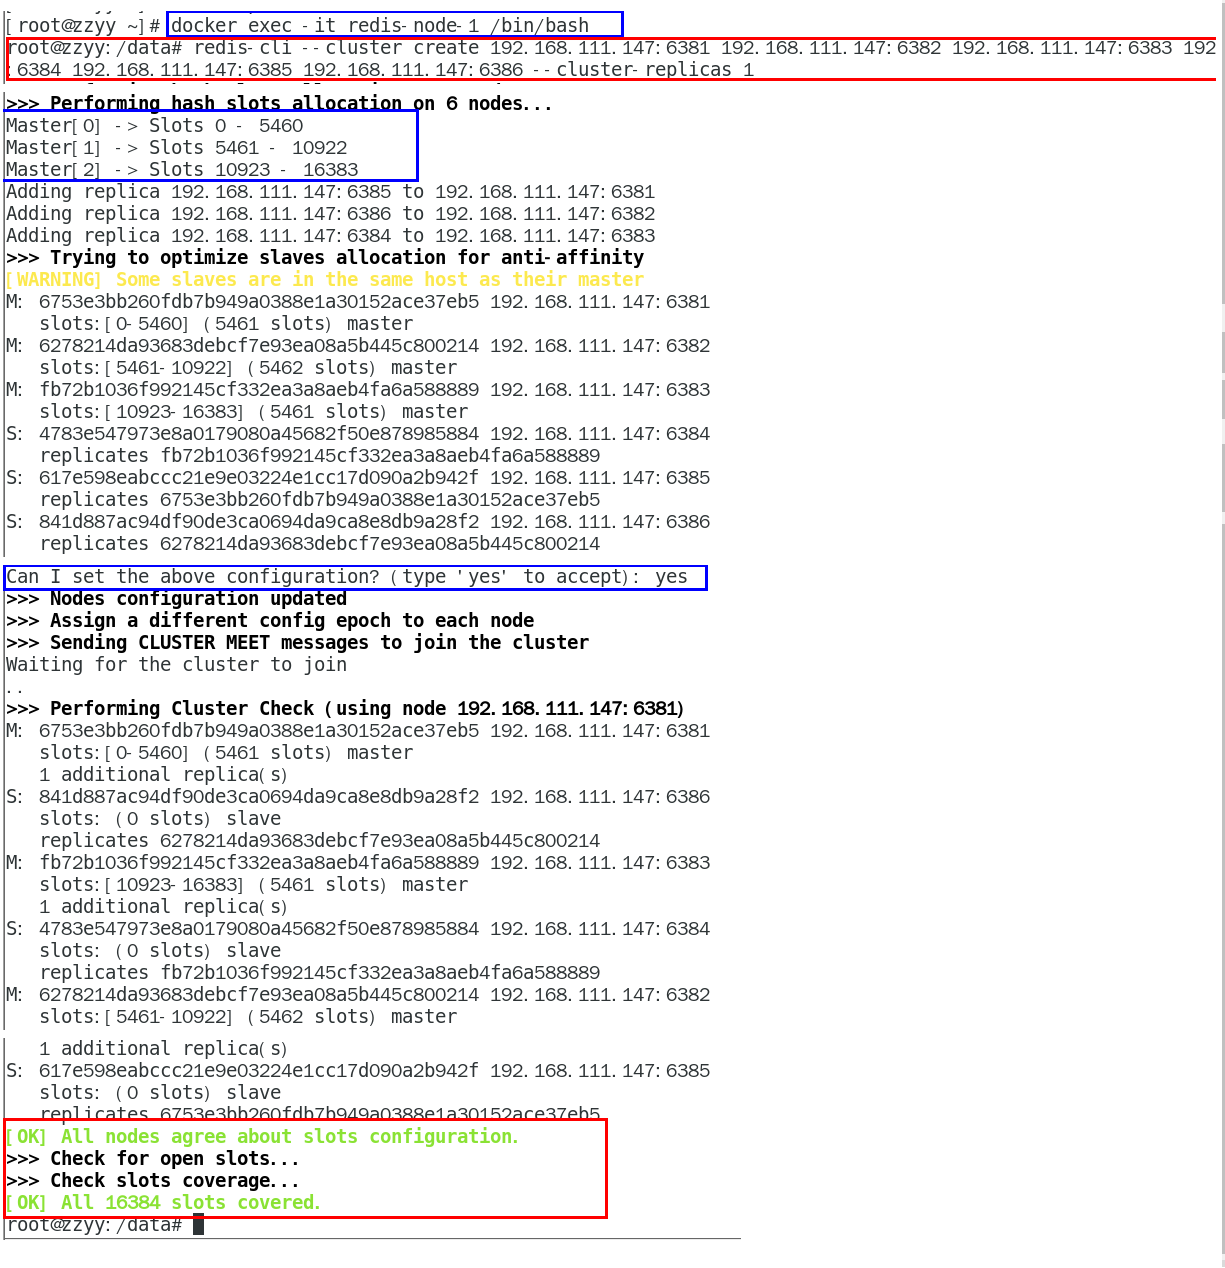 [root@zzyy ~]# docker exec -it redis-node-1 /bin/bash
root@zzyy:/data# redis-cli --cluster create 192.168.111.147:6381 192.168.111.147:6382 192.168.111.147:6383 192
:6384 192.168.111.147:6385 192.168.111.147:6386 --cluster-replicas 1
>>> Performing hash slots allocation on 6 nodes...
Master[0] -> Slots 0 - 5460
Master[1] -> Slots 5461 - 10922
Master[2] -> Slots 10923 - 16383
Adding replica 192.168.111.147:6385 to 192.168.111.147:6381
Adding replica 192.168.111.147:6386 to 192.168.111.147:6382
Adding replica 192.168.111.147:6384 to 192.168.111.147:6383
>>> Trying to optimize slaves allocation for anti-affinity
[WARNING] Some slaves are in the same host as their master
M: 6753e3bb260fdb7b949a0388e1a30152ace37eb5 192.168.111.147:6381
   slots:[0-5460] (5461 slots) master
M: 6278214da93683debcf7e93ea08a5b445c800214 192.168.111.147:6382
   slots:[5461-10922] (5462 slots) master
M: fb72b1036f992145cf332ea3a8aeb4fa6a588889 192.168.111.147:6383
   slots:[10923-16383] (5461 slots) master
S: 4783e547973e8a0179080a45682f50e878985884 192.168.111.147:6384
   replicates fb72b1036f992145cf332ea3a8aeb4fa6a588889
S: 617e598eabccc21e9e03224e1cc17d090a2b942f 192.168.111.147:6385
   replicates 6753e3bb260fdb7b949a0388e1a30152ace37eb5
S: 841d887ac94df90de3ca0694da9ca8e8db9a28f2 192.168.111.147:6386
   replicates 6278214da93683debcf7e93ea08a5b445c800214
Can I set the above configuration? (type 'yes' to accept): yes
>>> Nodes configuration updated
>>> Assign a different config epoch to each node
>>> Sending CLUSTER MEET messages to join the cluster
Waiting for the cluster to join
..
>>> Performing Cluster Check (using node 192.168.111.147:6381)
M: 6753e3bb260fdb7b949a0388e1a30152ace37eb5 192.168.111.147:6381
   slots:[0-5460] (5461 slots) master
   1 additional replica(s)
S: 841d887ac94df90de3ca0694da9ca8e8db9a28f2 192.168.111.147:6386
   slots: (0 slots) slave
   replicates 6278214da93683debcf7e93ea08a5b445c800214
M: fb72b1036f992145cf332ea3a8aeb4fa6a588889 192.168.111.147:6383
   slots:[10923-16383] (5461 slots) master
   1 additional replica(s)
S: 4783e547973e8a0179080a45682f50e878985884 192.168.111.147:6384
   slots: (0 slots) slave
   replicates fb72b1036f992145cf332ea3a8aeb4fa6a588889
M: 6278214da93683debcf7e93ea08a5b445c800214 192.168.111.147:6382
   slots:[5461-10922] (5462 slots) master
   1 additional replica(s)
S: 617e598eabccc21e9e03224e1cc17d090a2b942f 192.168.111.147:6385
   slots: (0 slots) slave
   replicates 6753e3bb260fdb7b949a0388e1a30152ace37eb5
[OK] All nodes agree about slots configuration.
>>> Check for open slots...
>>> Check slots coverage...
[OK] All 16384 slots covered.
root@zzyy:/data#